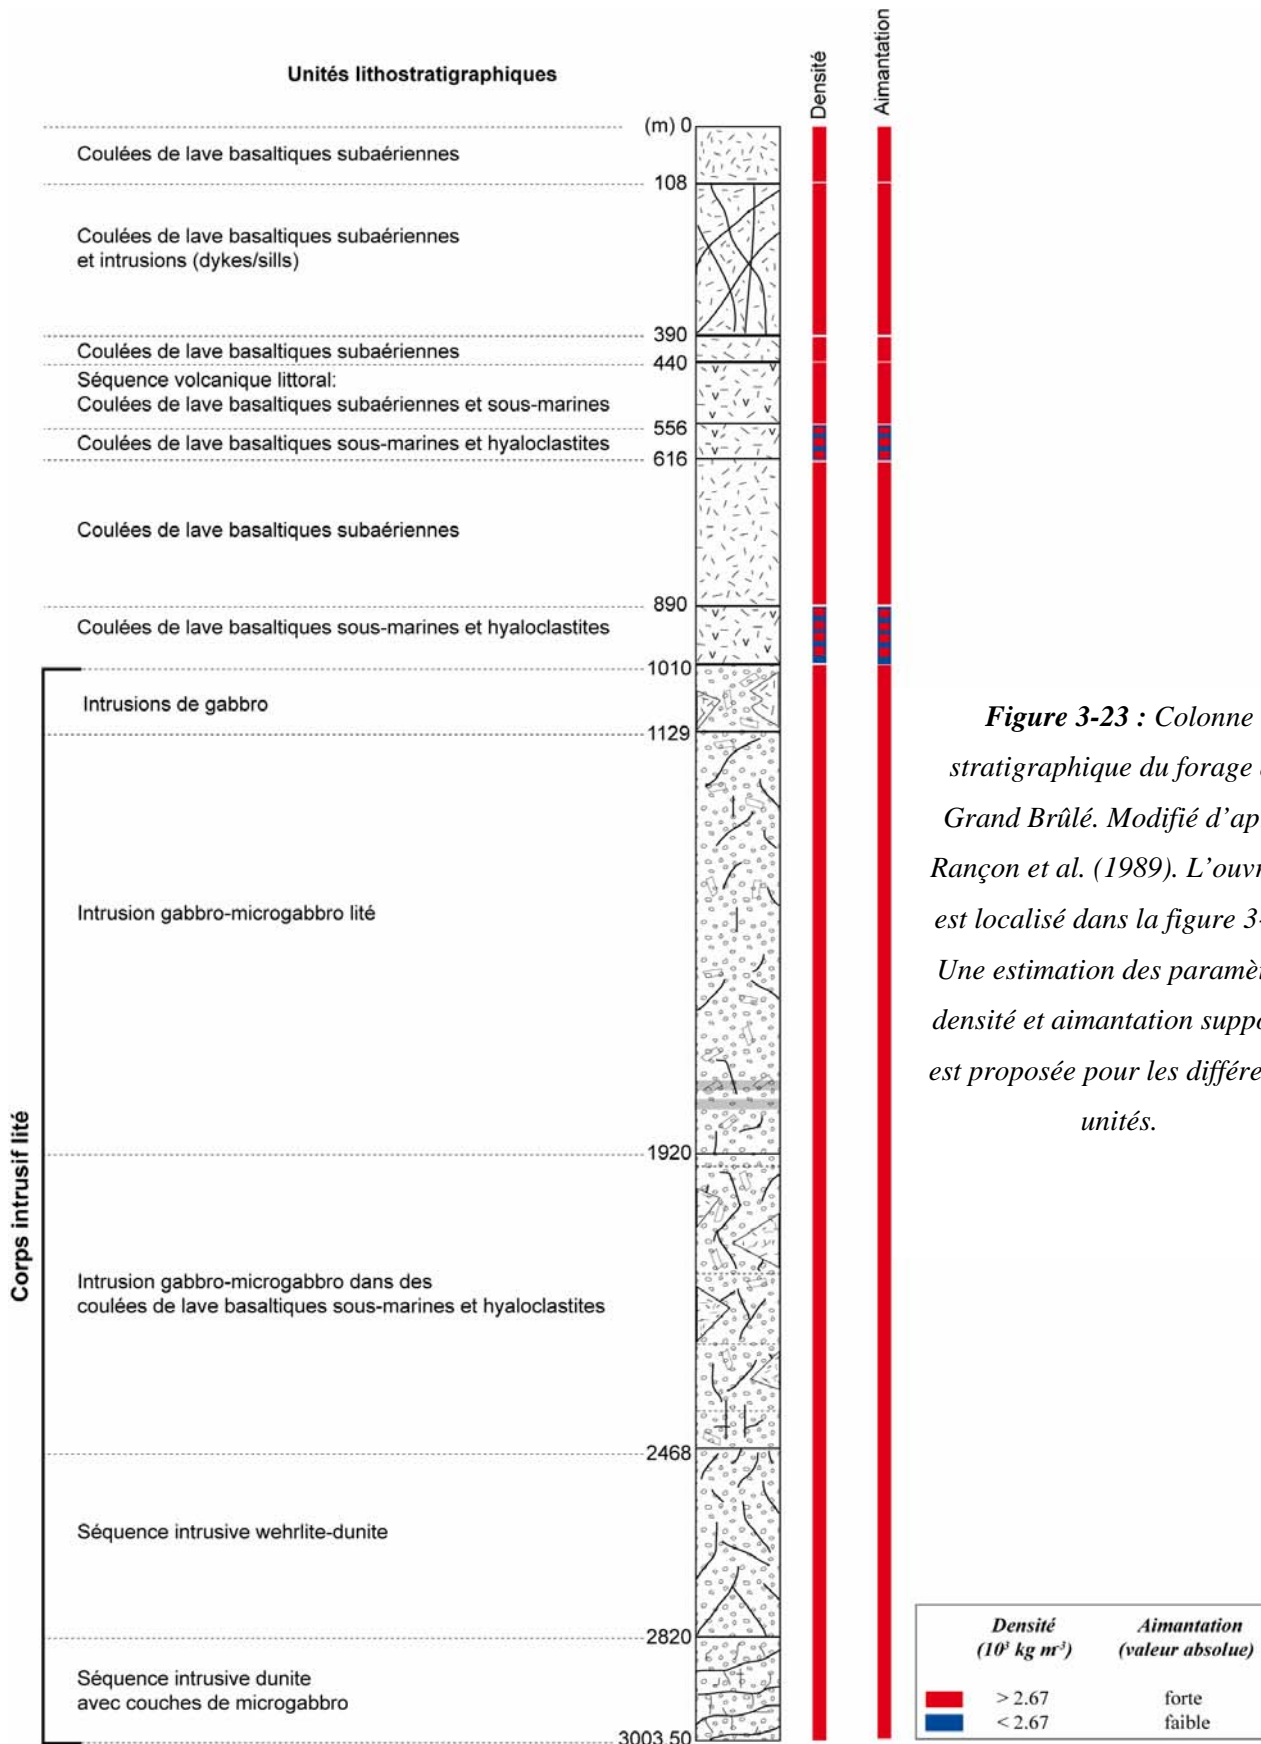 Unités lithostratigraphiques
Densité
Aimantation
(m) 0
Coulées de lave basaltiques subaériennes
108
Coulées de lave basaltiques subaériennes
et intrusions (dykes/sills)
390
Coulées de lave basaltiques subaériennes
440
Séquence volcanique littoral:
Coulées de lave basaltiques subaériennes et sous-marines
556
Coulées de lave basaltiques sous-marines et hyaloclastites
616
Coulées de lave basaltiques subaériennes
890
Coulées de lave basaltiques sous-marines et hyaloclastites
1010
Intrusions de gabbro
1129
Intrusion gabbro-microgabbro lité
1920
Corps intrusif lité
Intrusion gabbro-microgabbro dans des
coulées de lave basaltiques sous-marines et hyaloclastites
2468
Séquence intrusive wehrlite-dunite
2820
Séquence intrusive dunite
avec couches de microgabbro
3003.50
Figure 3-23 : Colonne
stratigraphique du forage
Grand Brûlé. Modifié d’ap
Rançon et al. (1989). L’ouvr
est localisé dans la figure 3-
Une estimation des paramè
densité et aimantation suppo
est proposée pour les différe
unités.
Densité Aimantation
(10³ kg m⁻³) (valeur absolue)
> 2.67 forte
< 2.67 faible